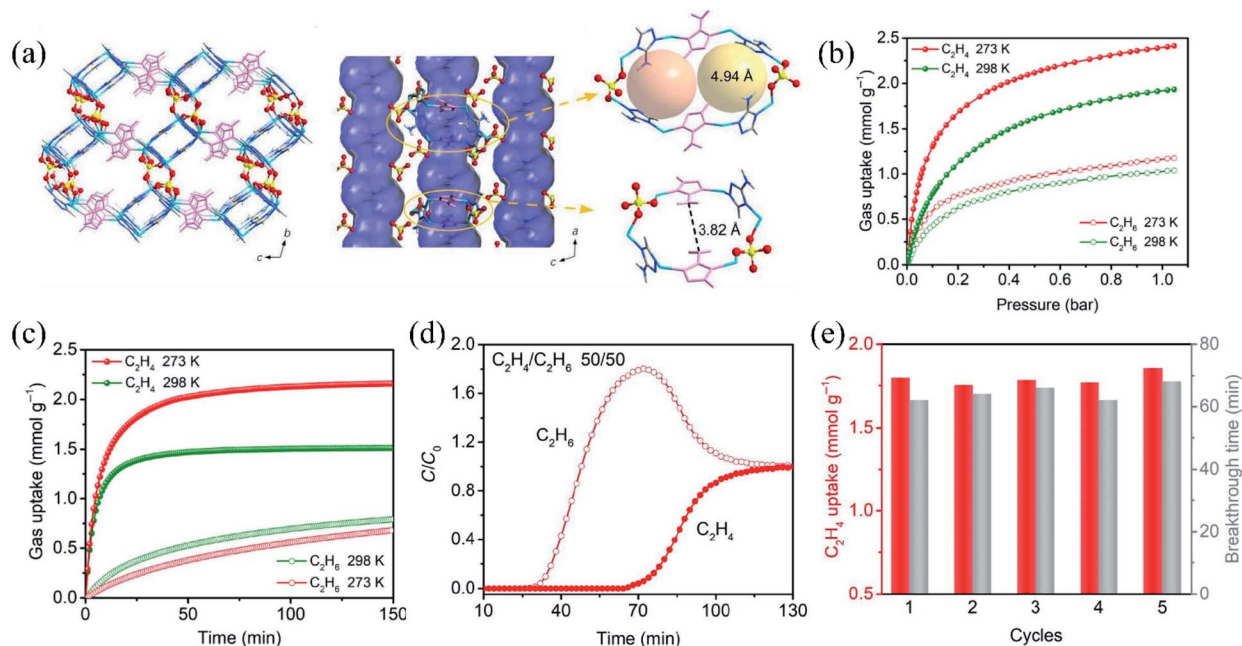 (a)
4.94 Å
3.82 Å
b
c
a
c
(b)
Gas uptake (mmol g⁻¹)
2.5
2.0
1.5
1.0
0.5
0.0
C₂H₄ 273 K
C₂H₄ 298 K
C₂H₆ 273 K
C₂H₆ 298 K
0.0 0.2 0.4 0.6 0.8 1.0
Pressure (bar)
(c)
Gas uptake (mmol g⁻¹)
2.5
2.0
1.5
1.0
0.5
0.0
C₂H₄ 273 K
C₂H₄ 298 K
C₂H₆ 298 K
C₂H₆ 273 K
0 50 100 150
Time (min)
(d)
C/C₀
2.0
1.6
1.2
0.8
0.4
0.0
C₂H₄/C₂H₆ 50/50
C₂H₆
C₂H₄
10 40 70 100 130
Time (min)
(e)
C₂H₄ uptake (mmol g⁻¹)
2.0
1.5
1.0
0.5
80
60
40
20
0
Breakthrough time (min)
1 2 3 4 5
Cycles